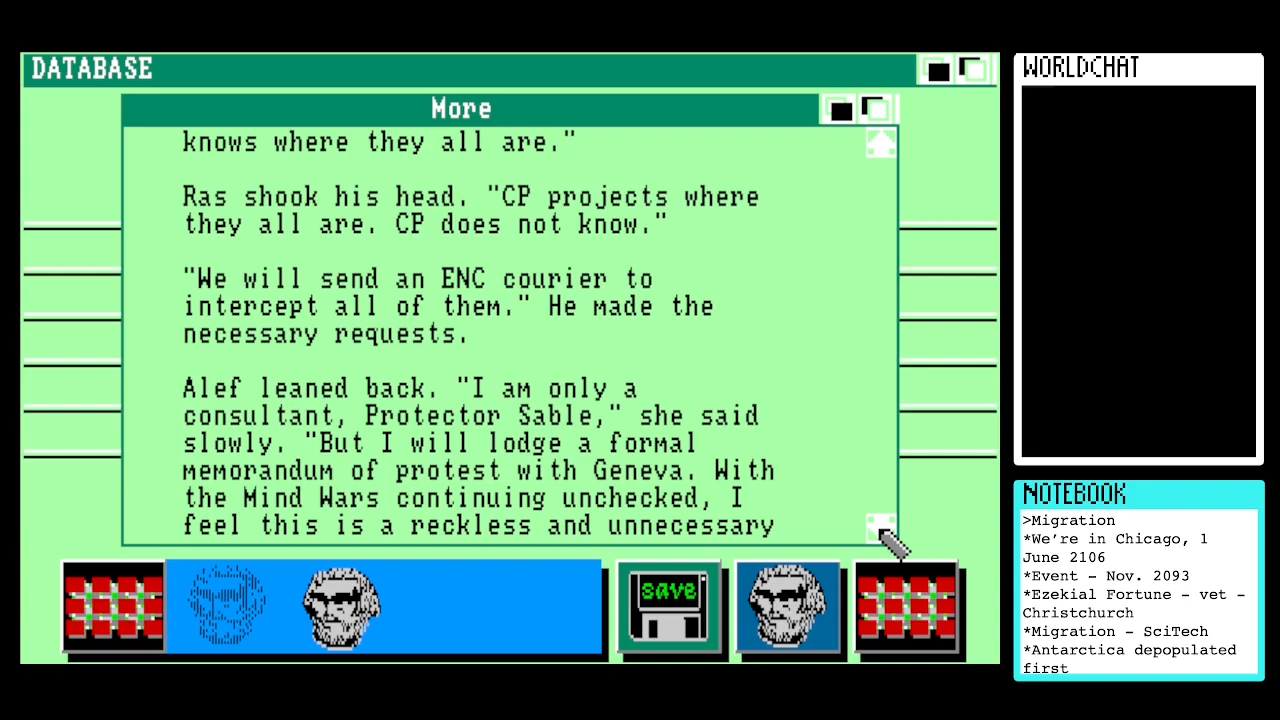 DATABASE
More
knows where they all are."
Ras shook his head. "CP projects where
they all are. CP does not know."
"We will send an ENC courier to
intercept all of them." He made the
necessary requests.
Alef leaned back. "I am only a
consultant, Protector Sable," she said
slowly. "But I will lodge a formal
memorandum of protest with Geneva. With
the Mind Wars continuing unchecked, I
feel this is a reckless and unnecessary
save
WORLDCHAT
NOTEBOOK
>Migration
*We're in Chicago, 1
June 2106
*Event - Nov. 2093
*Ezekial Fortune - vet -
Christchurch
*Migration - SciTech
*Antarctica depopulated
first